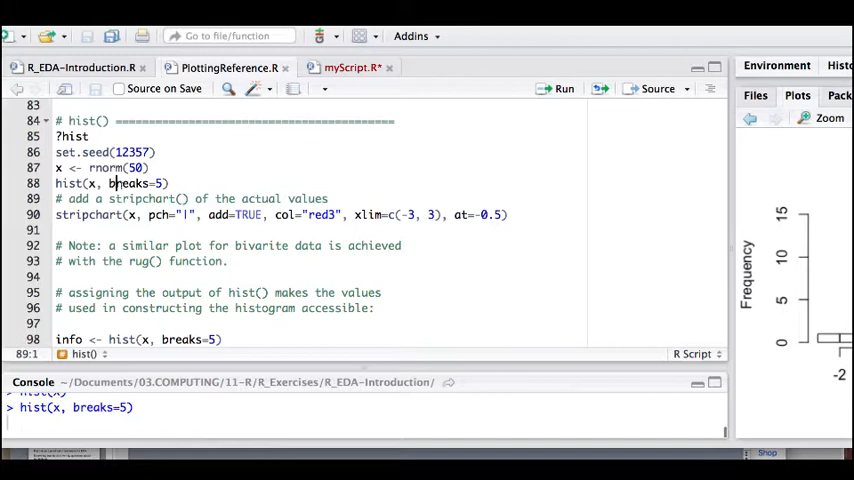 Go to file/function
Addins
R_EDA-Introduction.R
PlottingReference.R
myScript.R*
Environment
Histo
Source on Save
Run
Source
Files
Plots
Pack
Zoom
83
84 # hist() ==========================================
85 ?hist
86 set.seed(12357)
87 x <- rnorm(50)
88 hist(x, breaks=5)
89 # add a stripchart() of the actual values
90 stripchart(x, pch="|", add=TRUE, col="red3", xlim=c(-3, 3), at=-0.5)
91
92 # Note: a similar plot for bivarite data is achieved
93 # with the rug() function.
94
95 # assigning the output of hist() makes the values
96 # used in constructing the histogram accessible:
97
98 info <- hist(x, breaks=5)
89:1
hist()
R Script
Frequency
15
10
5
0
-2
Console ~/Documents/03.COMPUTING/11-R/R_Exercises/R_EDA-Introduction/
> hist(x)
> hist(x, breaks=5)
Shop